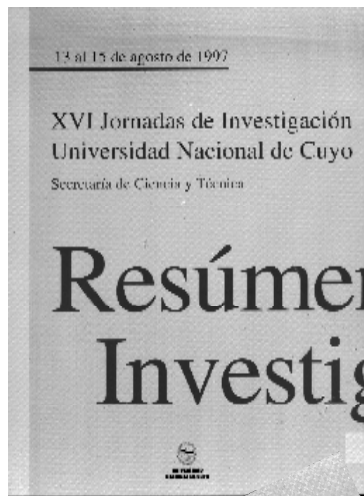 13 al 15 de agosto de 1997
XVI Jornadas de Investigación
Universidad Nacional de Cuyo
Secretaría de Ciencia y Técnica
Resúmen
Investig